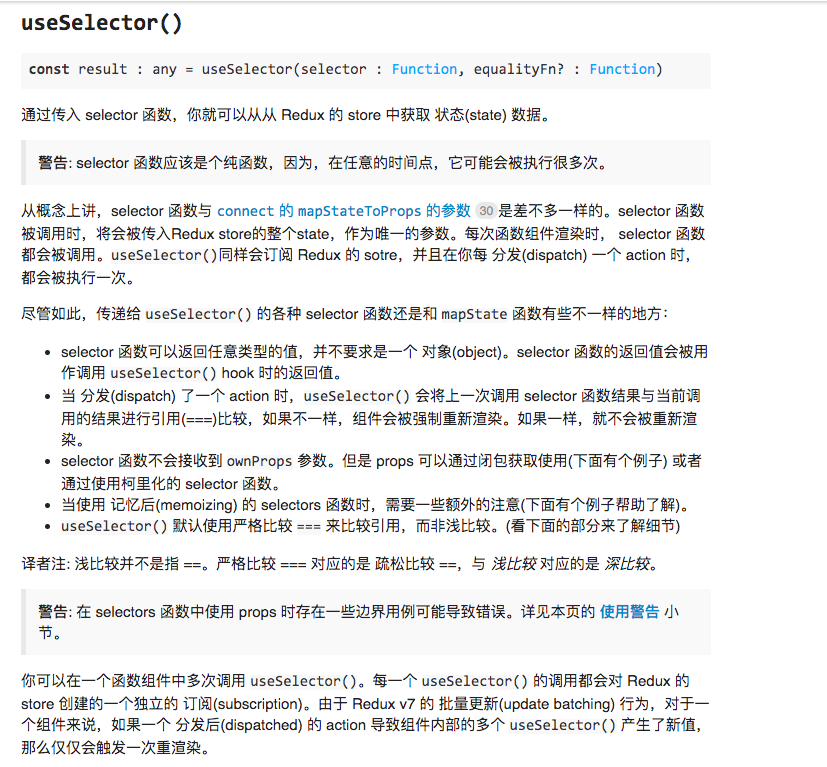 useSelector()
const result : any = useSelector(selector : Function, equalityFn? : Function)
通过传入 selector 函数，你就可以从从 Redux 的 store 中获取 状态(state) 数据。
警告: selector 函数应该是个纯函数，因为，在任意的时间点，它可能会被执行很多次。
从概念上讲，selector 函数与 connect 的 mapStateToProps 的参数 30 是差不多一样的。selector 函数
被调用时，将会被传入Redux store的整个state，作为唯一的参数。每次函数组件渲染时， selector 函数
都会被调用。useSelector()同样会订阅 Redux 的 sotre，并且在你每 分发(dispatch) 一个 action 时，
都会被执行一次。
尽管如此，传递给 useSelector() 的各种 selector 函数还是和 mapState 函数有些不一样的地方：
• selector 函数可以返回任意类型的值，并不要求是一个 对象(object)。selector 函数的返回值会被用
作调用 useSelector() hook 时的返回值。
• 当 分发(dispatch) 了一个 action 时，useSelector() 会将上一次调用 selector 函数结果与当前调
用的结果进行引用(===)比较，如果不一样，组件会被强制重新渲染。如果一样，就不会被重新渲
染。
• selector 函数不会接收到 ownProps 参数。但是 props 可以通过闭包获取使用(下面有个例子) 或者
通过使用柯里化的 selector 函数。
• 当使用 记忆后(memoizing) 的 selectors 函数时，需要一些额外的注意(下面有个例子帮助了解)。
• useSelector() 默认使用严格比较 === 来比较引用，而非浅比较。(看下面的部分来了解细节)
译者注: 浅比较并不是指 ==。严格比较 === 对应的是 疏松比较 ==，与 浅比较 对应的是 深比较。
警告: 在 selectors 函数中使用 props 时存在一些边界用例可能导致错误。详见本页的 使用警告 小
节。
你可以在一个函数组件中多次调用 useSelector()。每一个 useSelector() 的调用都会对 Redux 的
store 创建的一个独立的 订阅(subscription)。由于 Redux v7 的 批量更新(update batching) 行为，对于一
个组件来说，如果一个 分发后(dispatched) 的 action 导致组件内部的多个 useSelector() 产生了新值，
那么仅仅会触发一次重渲染。